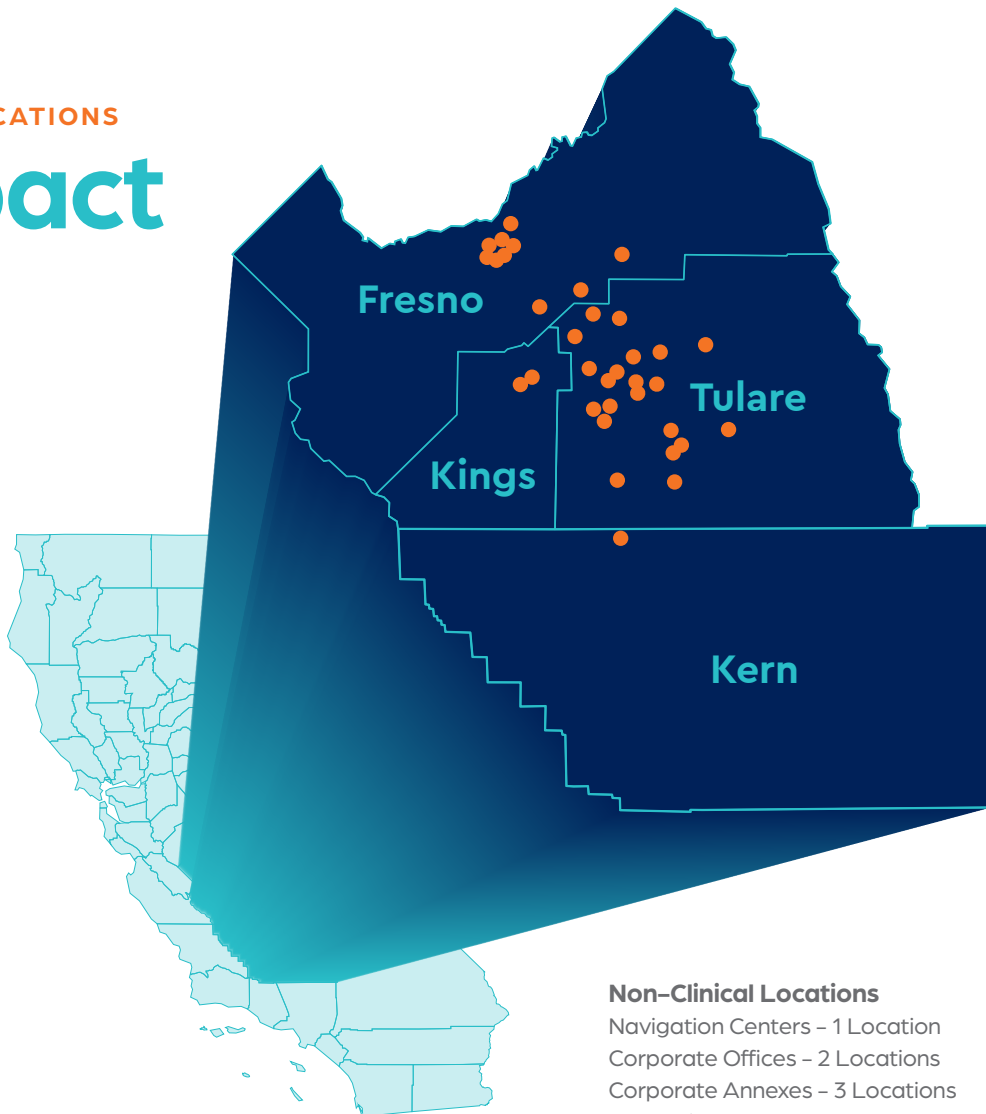 CATIONS
pact
Fresno
Tulare
Kings
Kern
Non-Clinical Locations
Navigation Centers - 1 Location
Corporate Offices - 2 Locations
Corporate Annexes - 3 Locations